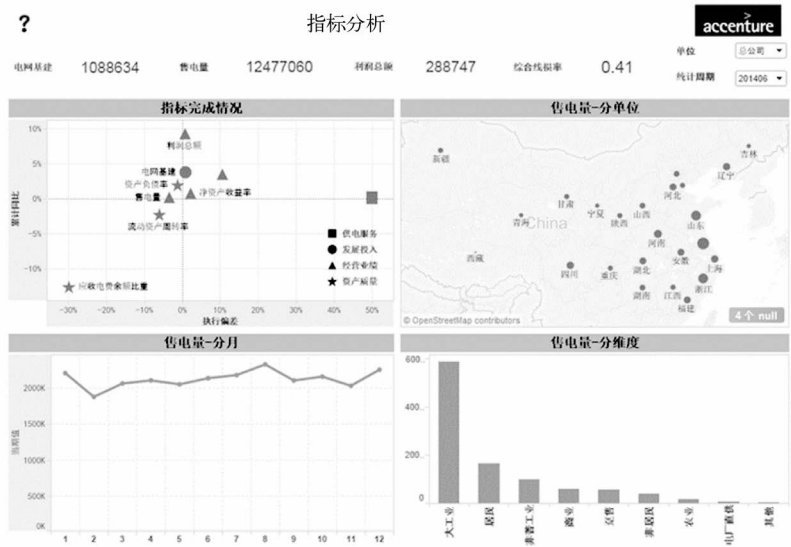 ?
指标分析
>
accenture
电网基建 1088634 售电量 12477060 利润总额 288747 综合线损率 0.41
单位 总公司
统计周期 201406
指标完成情况
10%
5%
0%
-5%
-10%
累计同比
利润总额
电网基建
资产负债率
售电量
净资产收益率
流动资产周转率
应收电费余额比重
供电服务
发展投入
经营业绩
资产质量
-30% -20% -10% 0% 10% 20% 30% 40% 50%
执行偏差
售电量-分单位
新疆
吉林
辽宁
河北
甘肃
宁夏
山西
青海
陕西
山东
China
河南
西藏
安徽
上海
四川
重庆
湖北
浙江
湖南
江西
福建
© OpenStreetMap contributors
4个 null
售电量-分月
2000K
1500K
1000K
500K
0K
当期值
1 2 3 4 5 6 7 8 9 10 11 12
售电量-分维度
600..
400..
200..
0
大工业
居民
非普工业
商业
趸售
非居民
农业
电厂直供
其他